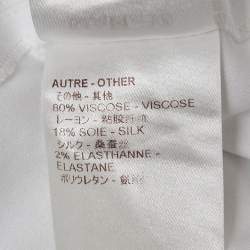 AUTRE - OTHER
その他 - 其他
80% VISCOSE - VISCOSE
レーヨン - 粘胶纤维
18% SOIE - SILK
シルク - 桑蚕丝
2% ELASTHANNE -
ELASTANE
ポリウレタン - 氨纶